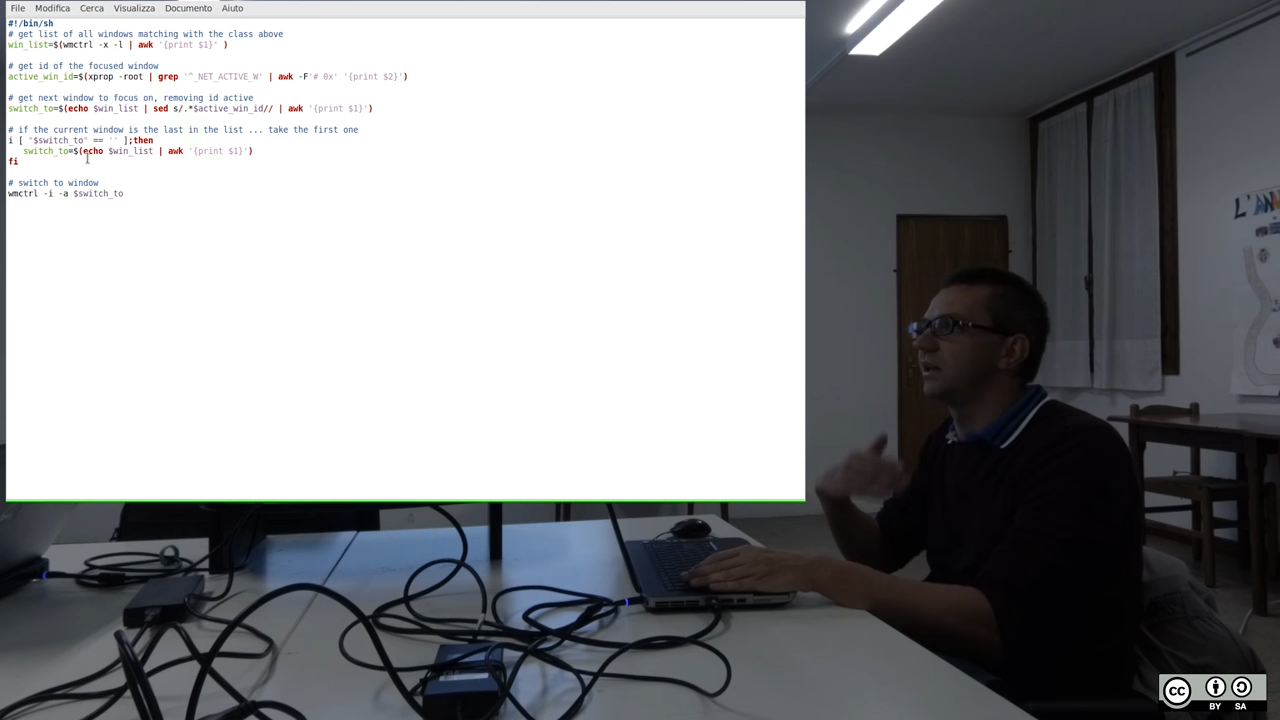 File Modifica Cerca Visualizza Documento Aiuto
#!/bin/sh
# get list of all windows matching with the class above
win_list=$(wmctrl -x -l | awk '{print $1}' )
# get id of the focused window
active_win_id=$(xprop -root | grep '^_NET_ACTIVE_W' | awk -F'# 0x' '{print $2}')
# get next window to focus on, removing id active
switch_to=$(echo $win_list | sed s/.*$active_win_id// | awk '{print $1}')
# if the current window is the last in the list ... take the first one
i [ "$switch_to" == '' ];then
switch_to=$(echo $win_list | awk '{print $1}')
fi
# switch to window
wmctrl -i -a $switch_to
cc
BY SA